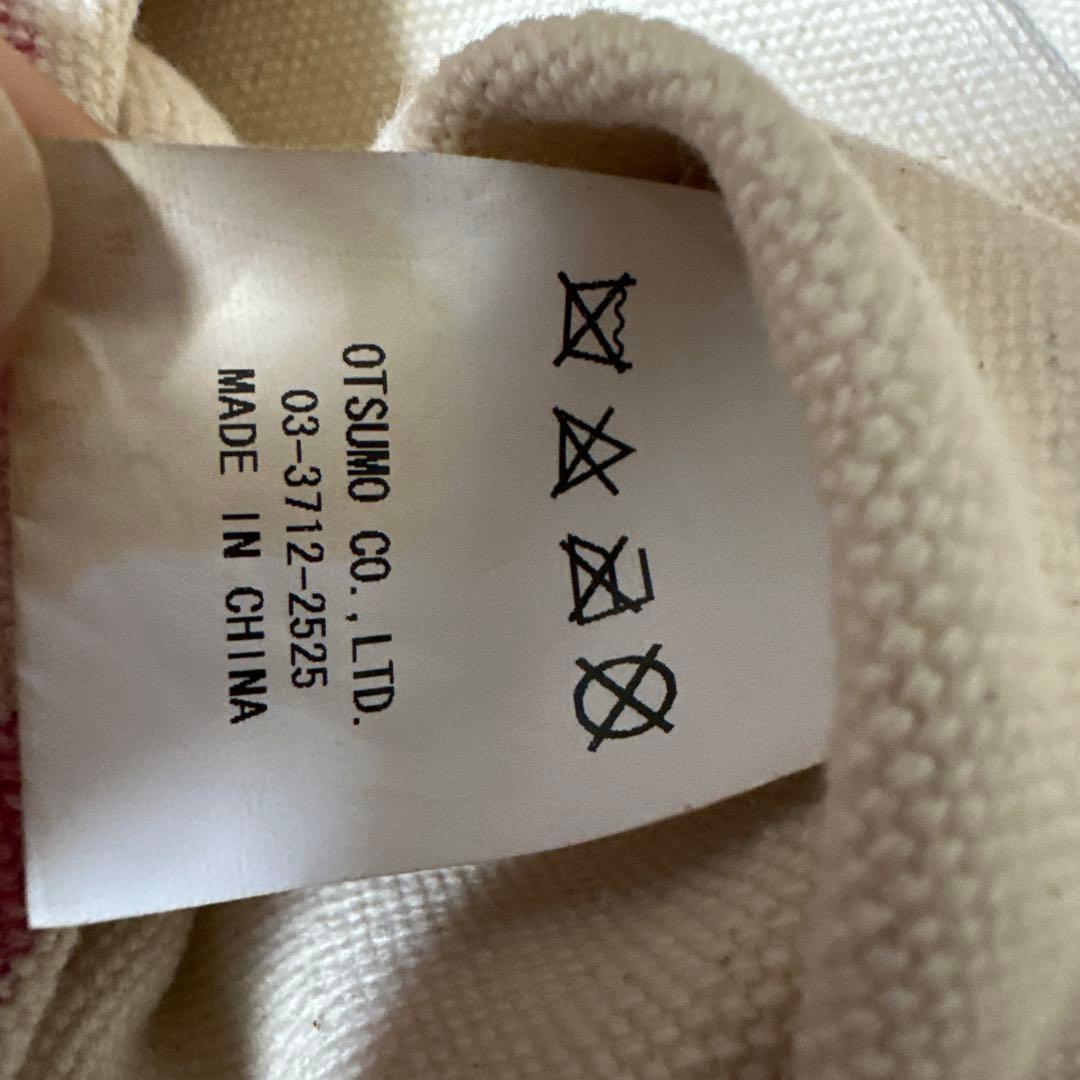 OTSUMO CO.,LTD.
03-3712-2525
MADE IN CHINA